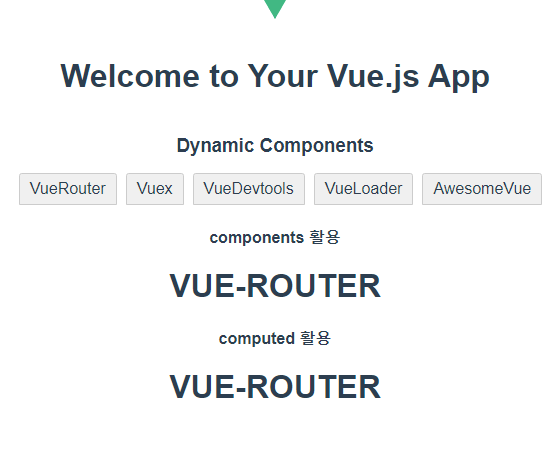 Welcome to Your Vue.js App
Dynamic Components
VueRouter Vuex VueDevtools VueLoader AwesomeVue
components 활용
VUE-ROUTER
computed 활용
VUE-ROUTER